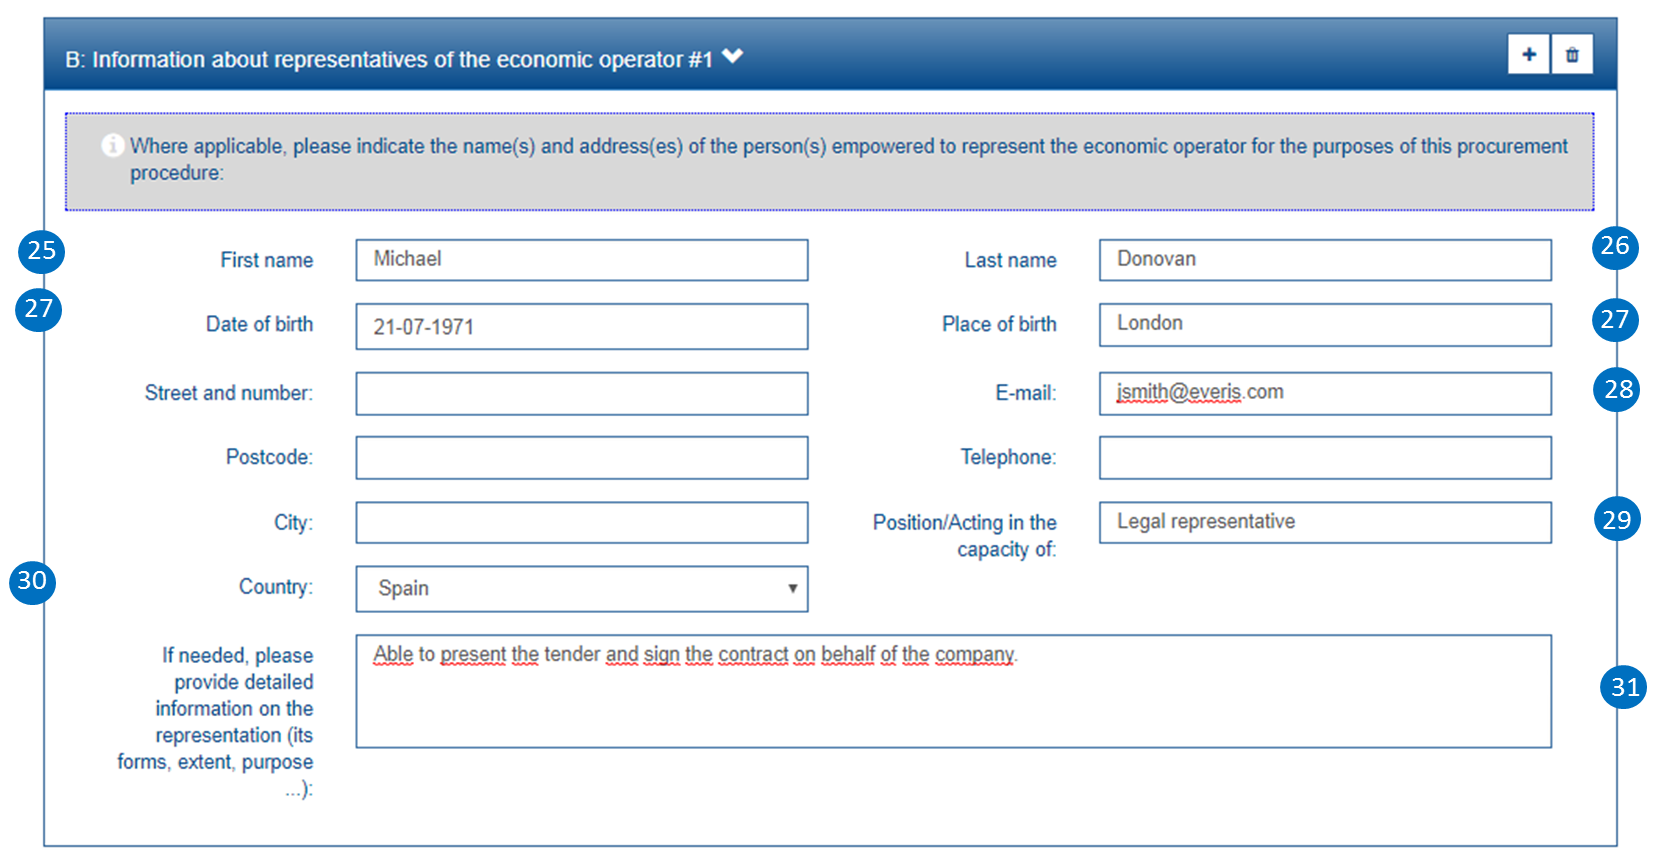 B: Information about representatives of the economic operator #1
Where applicable, please indicate the name(s) and address(es) of the person(s) empowered to represent the economic operator for the purposes of this procurement
procedure:
25
First name
Michael
Last name
Donovan
26
27
Date of birth
21-07-1971
Place of birth
London
27
Street and number:
E-mail:
jsmith@everis.com
28
Postcode:
Telephone:
City:
Position/Acting in the
capacity of:
Legal representative
29
30
Country:
Spain
If needed, please
provide detailed
information on the
representation (its
forms, extent, purpose
...):
Able to present the tender and sign the contract on behalf of the company.
31